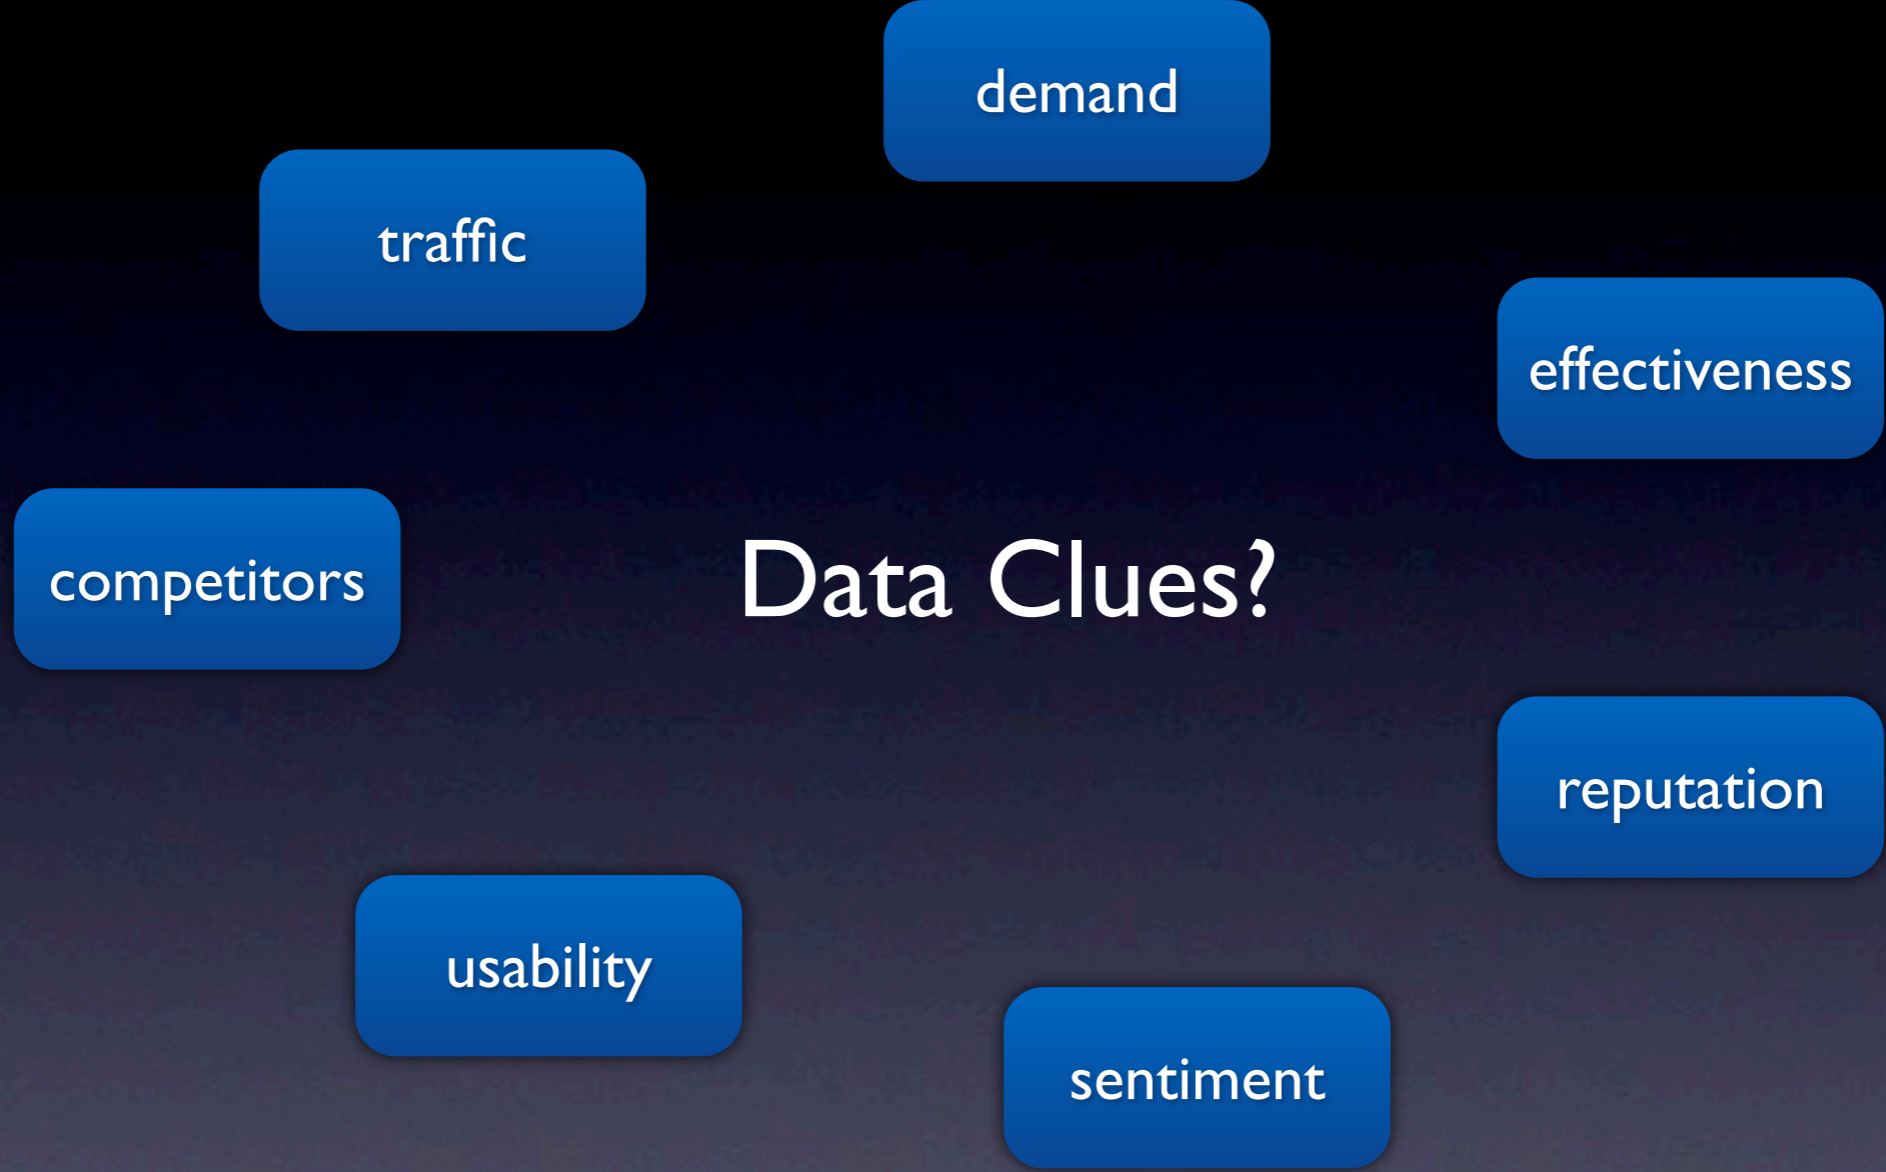 demand
traffic
effectiveness
competitors
Data Clues?
reputation
usability
sentiment